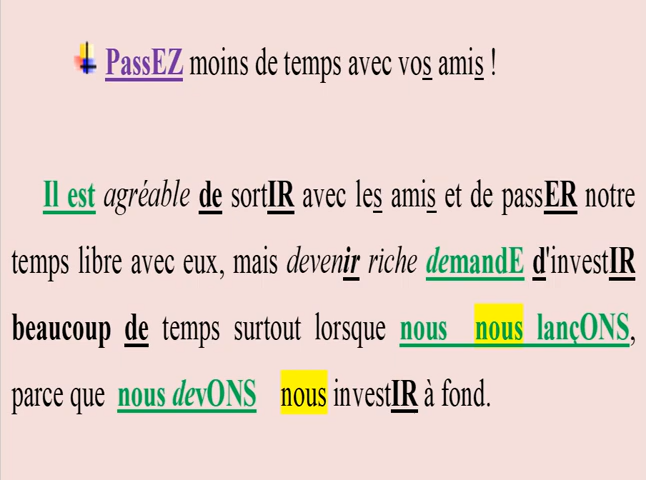 PassEZ moins de temps avec vos amis !
Il est agréable de sortIR avec les amis et de passER notre
temps libre avec eux, mais devenir riche demandE d'investIR
beaucoup de temps surtout lorsque nous nous lançONS,
parce que nous devONS nous investIR à fond.